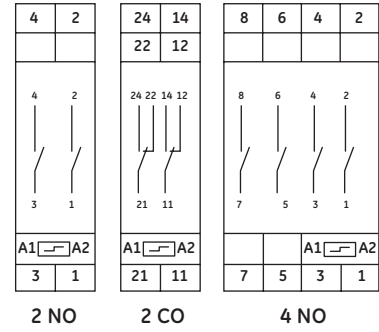 4 2
4 2
3 1
A1 A2
3 1
2 NO
24 14
22 12
24 22 14 12
21 11
A1 A2
21 11
2 CO
8 6 4 2
8 6 4 2
7 5 3 1
A1 A2
7 5 3 1
4 NO